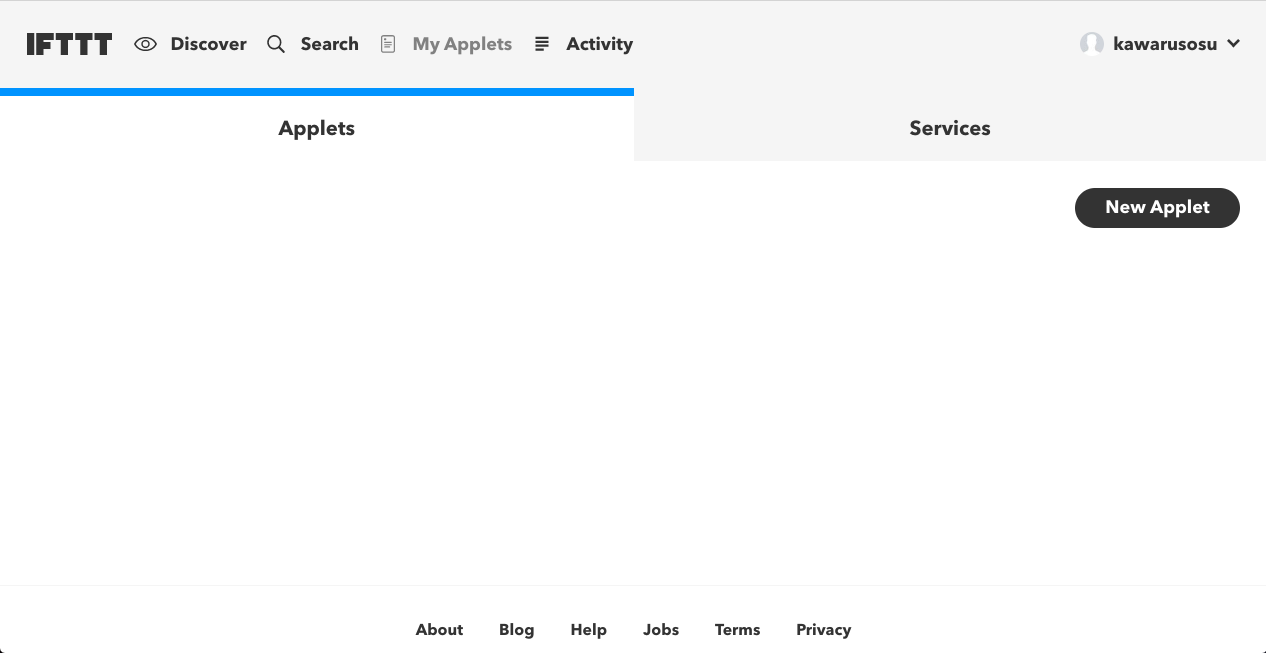 IFTTT Discover Search My Applets Activity kawarusosu
Applets Services
New Applet
About Blog Help Jobs Terms Privacy